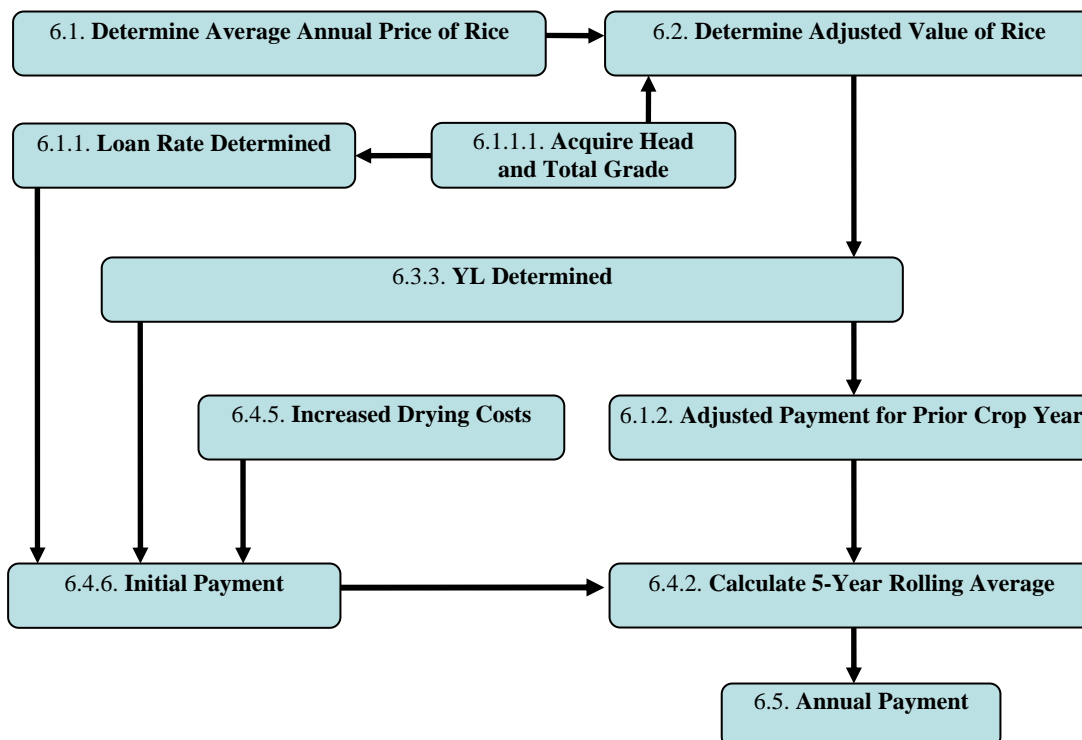 6.1. Determine Average Annual Price of Rice
6.2. Determine Adjusted Value of Rice
6.1.1. Loan Rate Determined
6.1.1.1. Acquire Head
and Total Grade
6.3.3. YL Determined
6.4.5. Increased Drying Costs
6.1.2. Adjusted Payment for Prior Crop Year
6.4.6. Initial Payment
6.4.2. Calculate 5-Year Rolling Average
6.5. Annual Payment